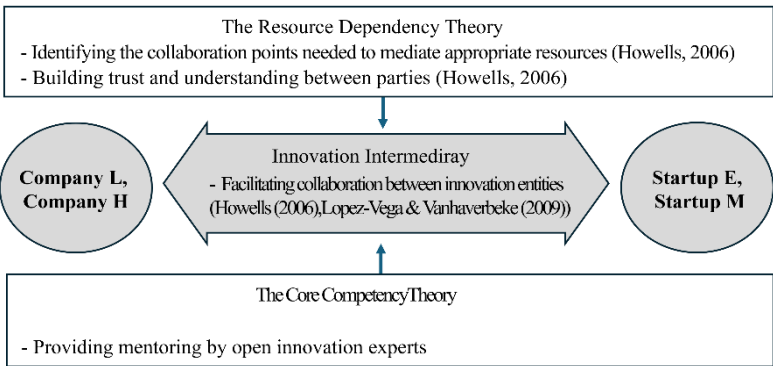 The Resource Dependency Theory
- Identifying the collaboration points needed to mediate appropriate resources (Howells, 2006)
- Building trust and understanding between parties (Howells, 2006)
Company L,
Company H
Innovation Intermediray
- Facilitating collaboration between innovation entities
(Howells (2006),Lopez-Vega & Vanhaverbeke (2009))
Startup E,
Startup M
The Core Competency Theory
- Providing mentoring by open innovation experts